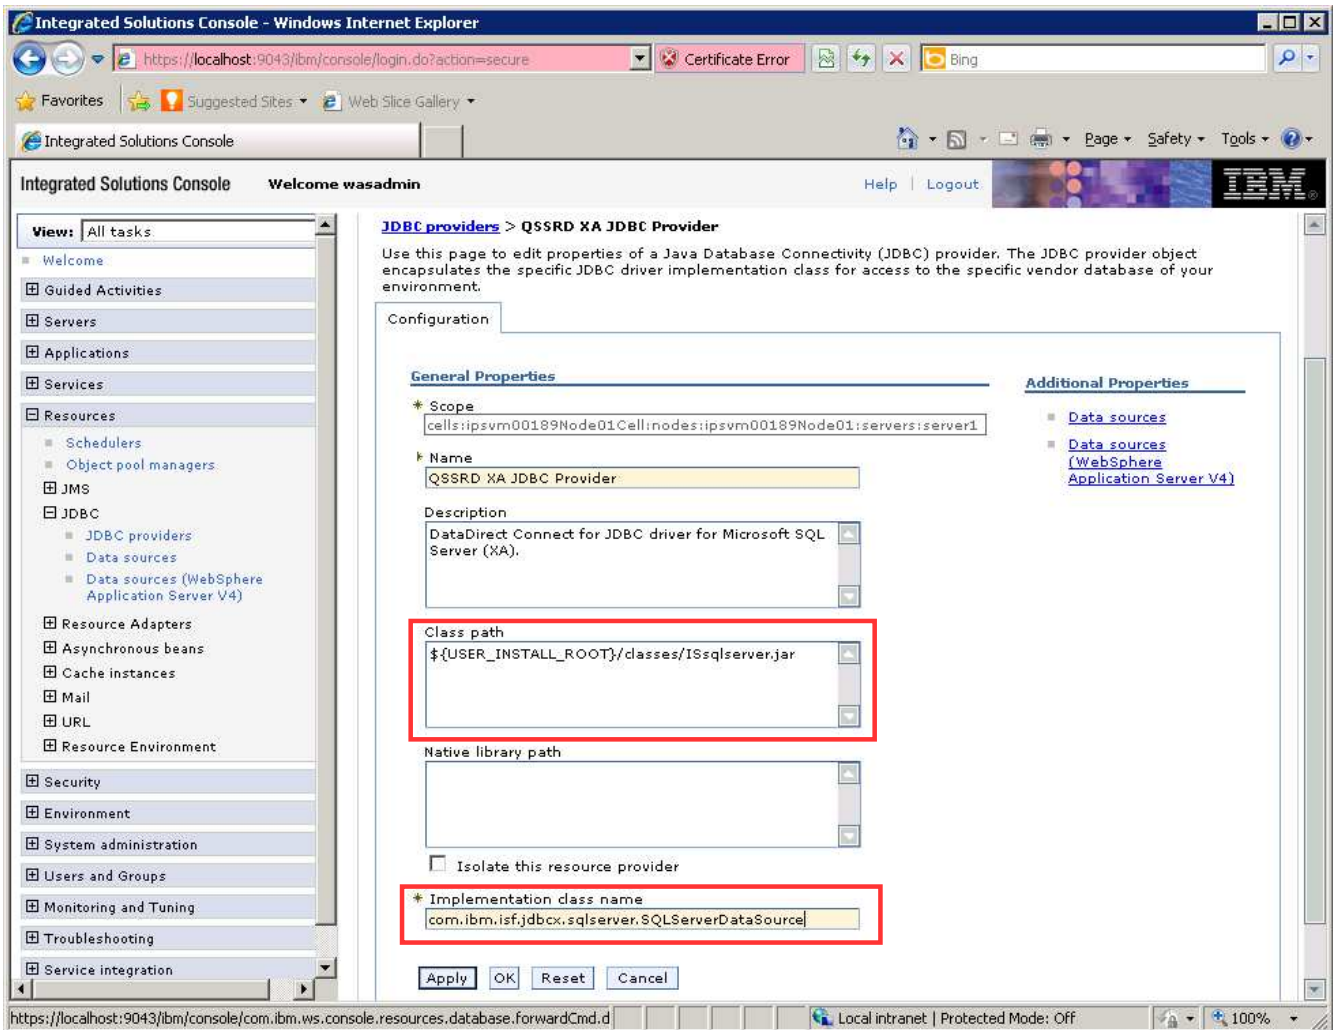 Integrated Solutions Console - Windows Internet Explorer
https://localhost:9043/ibm/console/login.do?action=secure
Certificate Error
Bing
Favorites
Suggested Sites
Web Slice Gallery
Integrated Solutions Console
Page
Safety
Tools
Integrated Solutions Console Welcome wasadmin
Help | Logout
IBM
View: All tasks
Welcome
Guided Activities
Servers
Applications
Services
Resources
Schedulers
Object pool managers
JMS
JDBC
JDBC providers
Data sources
Data sources (WebSphere
Application Server V4)
Resource Adapters
Asynchronous beans
Cache instances
Mail
URL
Resource Environment
Security
Environment
System administration
Users and Groups
Monitoring and Tuning
Troubleshooting
Service integration
JDBC providers > QSSRD XA JDBC Provider
Use this page to edit properties of a Java Database Connectivity (JDBC) provider. The JDBC provider object
encapsulates the specific JDBC driver implementation class for access to the specific vendor database of your
environment.
Configuration
General Properties
* Scope
cells:ipsvm00189Node01Cell:nodes:ipsvm00189Node01:servers:server1
* Name
QSSRD XA JDBC Provider
Description
DataDirect Connect for JDBC driver for Microsoft SQL
Server (XA).
Class path
${USER_INSTALL_ROOT}/classes/ISsqlserver.jar
Native library path
Isolate this resource provider
* Implementation class name
com.ibm.isf.jdbcx.sqlserver.SQLServerDataSource
Apply OK Reset Cancel
Additional Properties
Data sources
Data sources
(WebSphere
Application Server V4)
https://localhost:9043/ibm/console/com.ibm.ws.console.resources.database.forwardCmd.d
Local intranet | Protected Mode: Off
100%